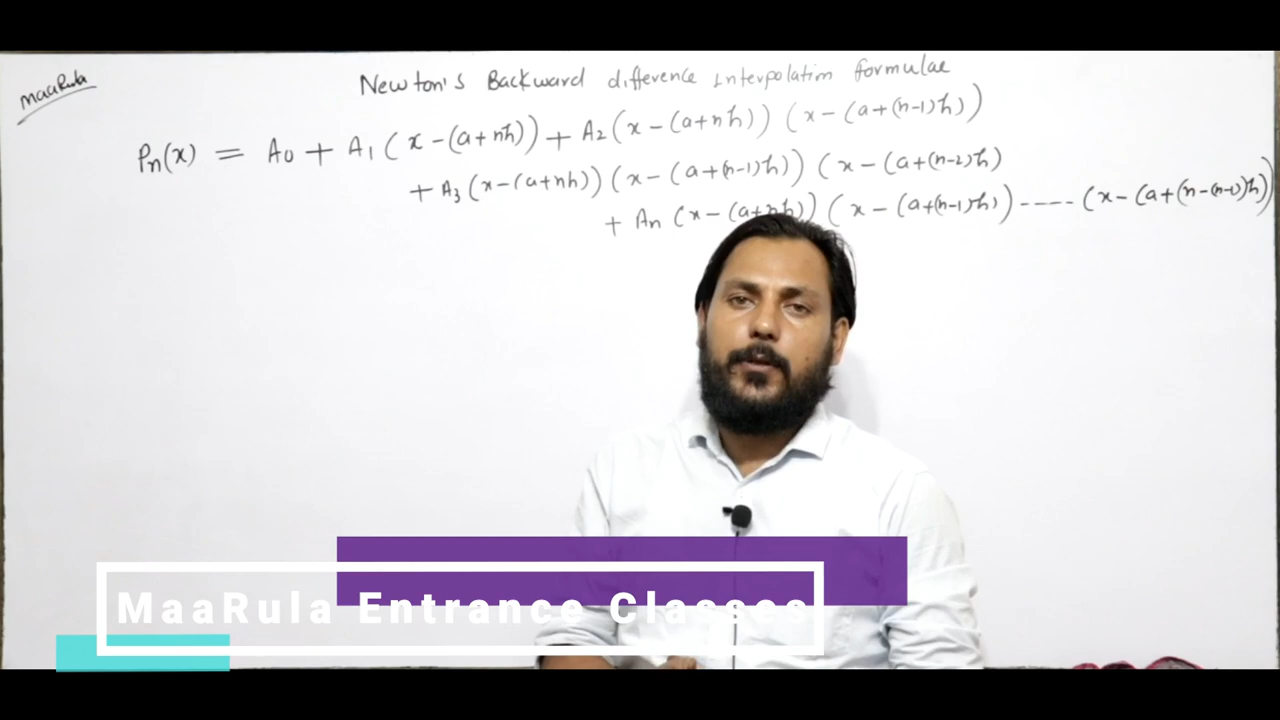 MaaRula
Newton's Backward difference interpolation formulae
Pn(x) = A0 + A1 (x-(a+nh)) + A2 (x-(a+nh)) (x-(a+(n-1)h))
+ A3 (x-(a+nh)) (x-(a+(n-1)h)) (x-(a+(n-2)h)
+ An (x-(a+nh)) (x-(a+(n-1)h)) ---- (x-(a+(n-(n-1))h))
MaaRula Entrance Classes